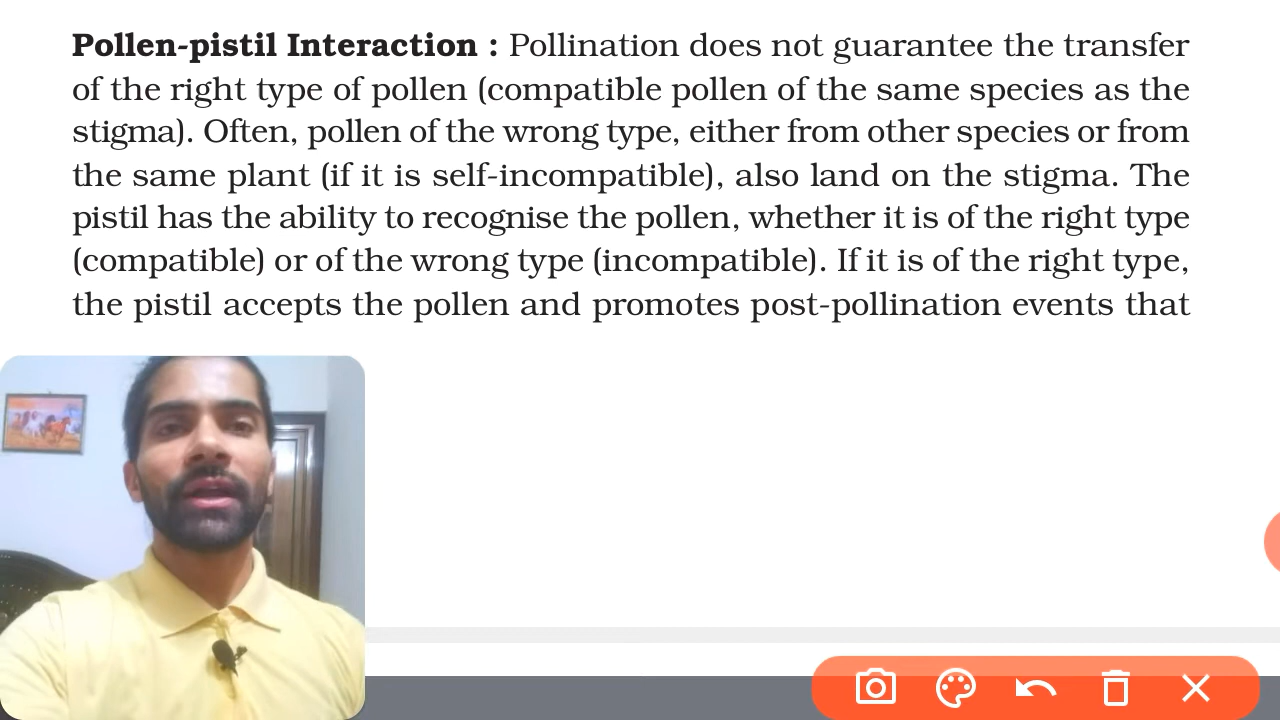 Pollen-pistil Interaction : Pollination does not guarantee the transfer
of the right type of pollen (compatible pollen of the same species as the
stigma). Often, pollen of the wrong type, either from other species or from
the same plant (if it is self-incompatible), also land on the stigma. The
pistil has the ability to recognise the pollen, whether it is of the right type
(compatible) or of the wrong type (incompatible). If it is of the right type,
the pistil accepts the pollen and promotes post-pollination events that